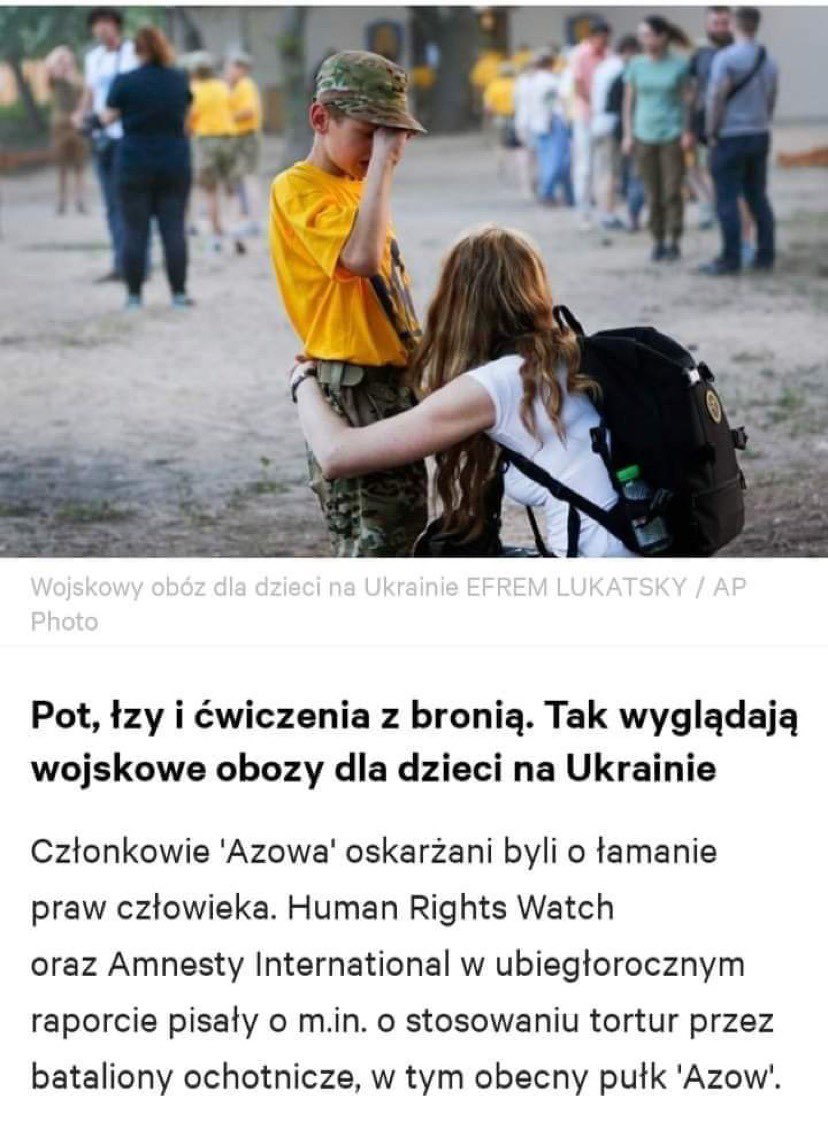 Wojskowy obóz dla dzieci na Ukrainie EFREM LUKATSKY / AP
Photo
Pot, łzy i ćwiczenia z bronią. Tak wyglądają
wojskowe obozy dla dzieci na Ukrainie
Członkowie 'Azowa' oskarżani byli o łamanie
praw człowieka. Human Rights Watch
oraz Amnesty International w ubiegłorocznym
raporcie pisały o m.in. o stosowaniu tortur przez
bataliony ochotnicze, w tym obecny pułk 'Azow'.